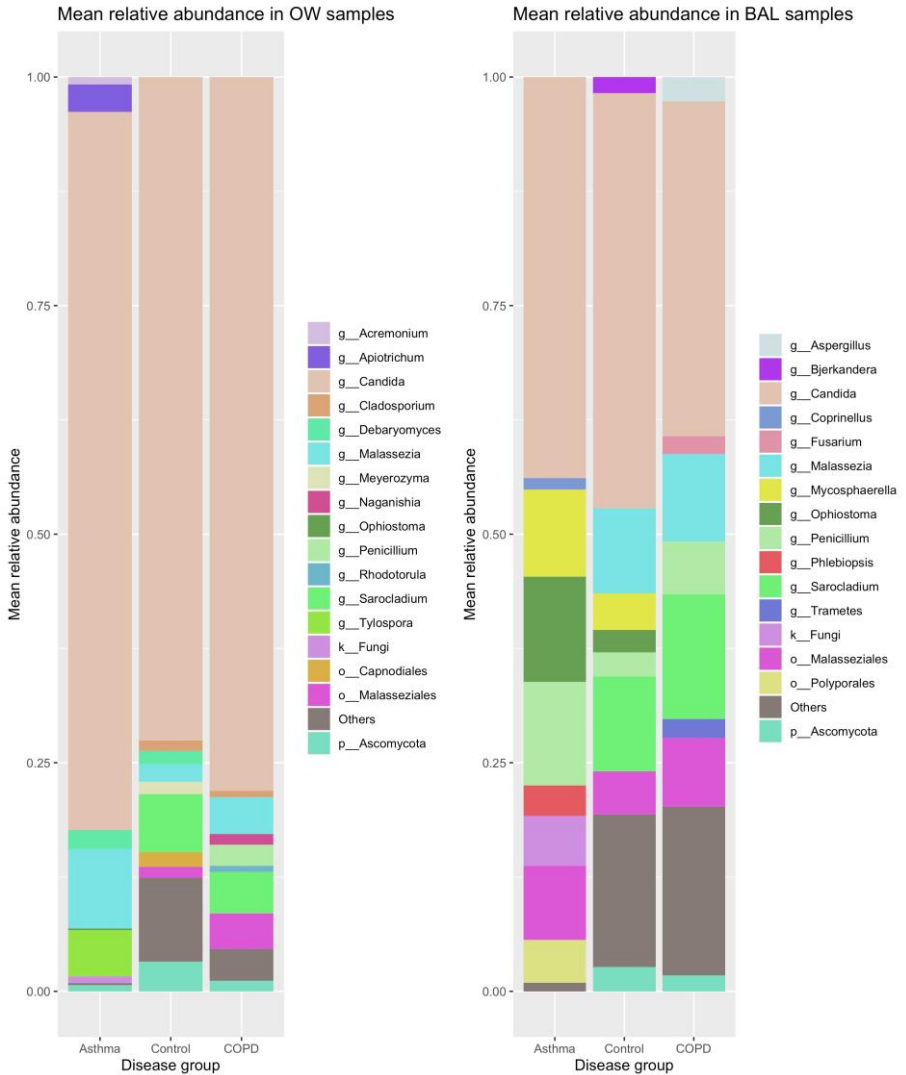 Mean relative abundance in OW samples
Mean relative abundance
1.00
0.75
0.50
0.25
0.00
Asthma
Control
COPD
Disease group
g__Acremonium
g__Apiotrichum
g__Candida
g__Cladosporium
g__Debaryomyces
g__Malassezia
g__Meyerozyma
g__Naganishia
g__Ophiostoma
g__Penicillium
g__Rhodotorula
g__Sarocladium
g__Tylospora
k__Fungi
o__Capnodiales
o__Malasseziales
Others
p__Ascomycota
Mean relative abundance in BAL samples
Mean relative abundance
1.00
0.75
0.50
0.25
0.00
Asthma
Control
COPD
Disease group
g__Aspergillus
g__Bjerkandera
g__Candida
g__Coprinellus
g__Fusarium
g__Malassezia
g__Mycosphaerella
g__Ophiostoma
g__Penicillium
g__Phlebiopsis
g__Sarocladium
g__Trametes
k__Fungi
o__Malasseziales
o__Polyporales
Others
p__Ascomycota